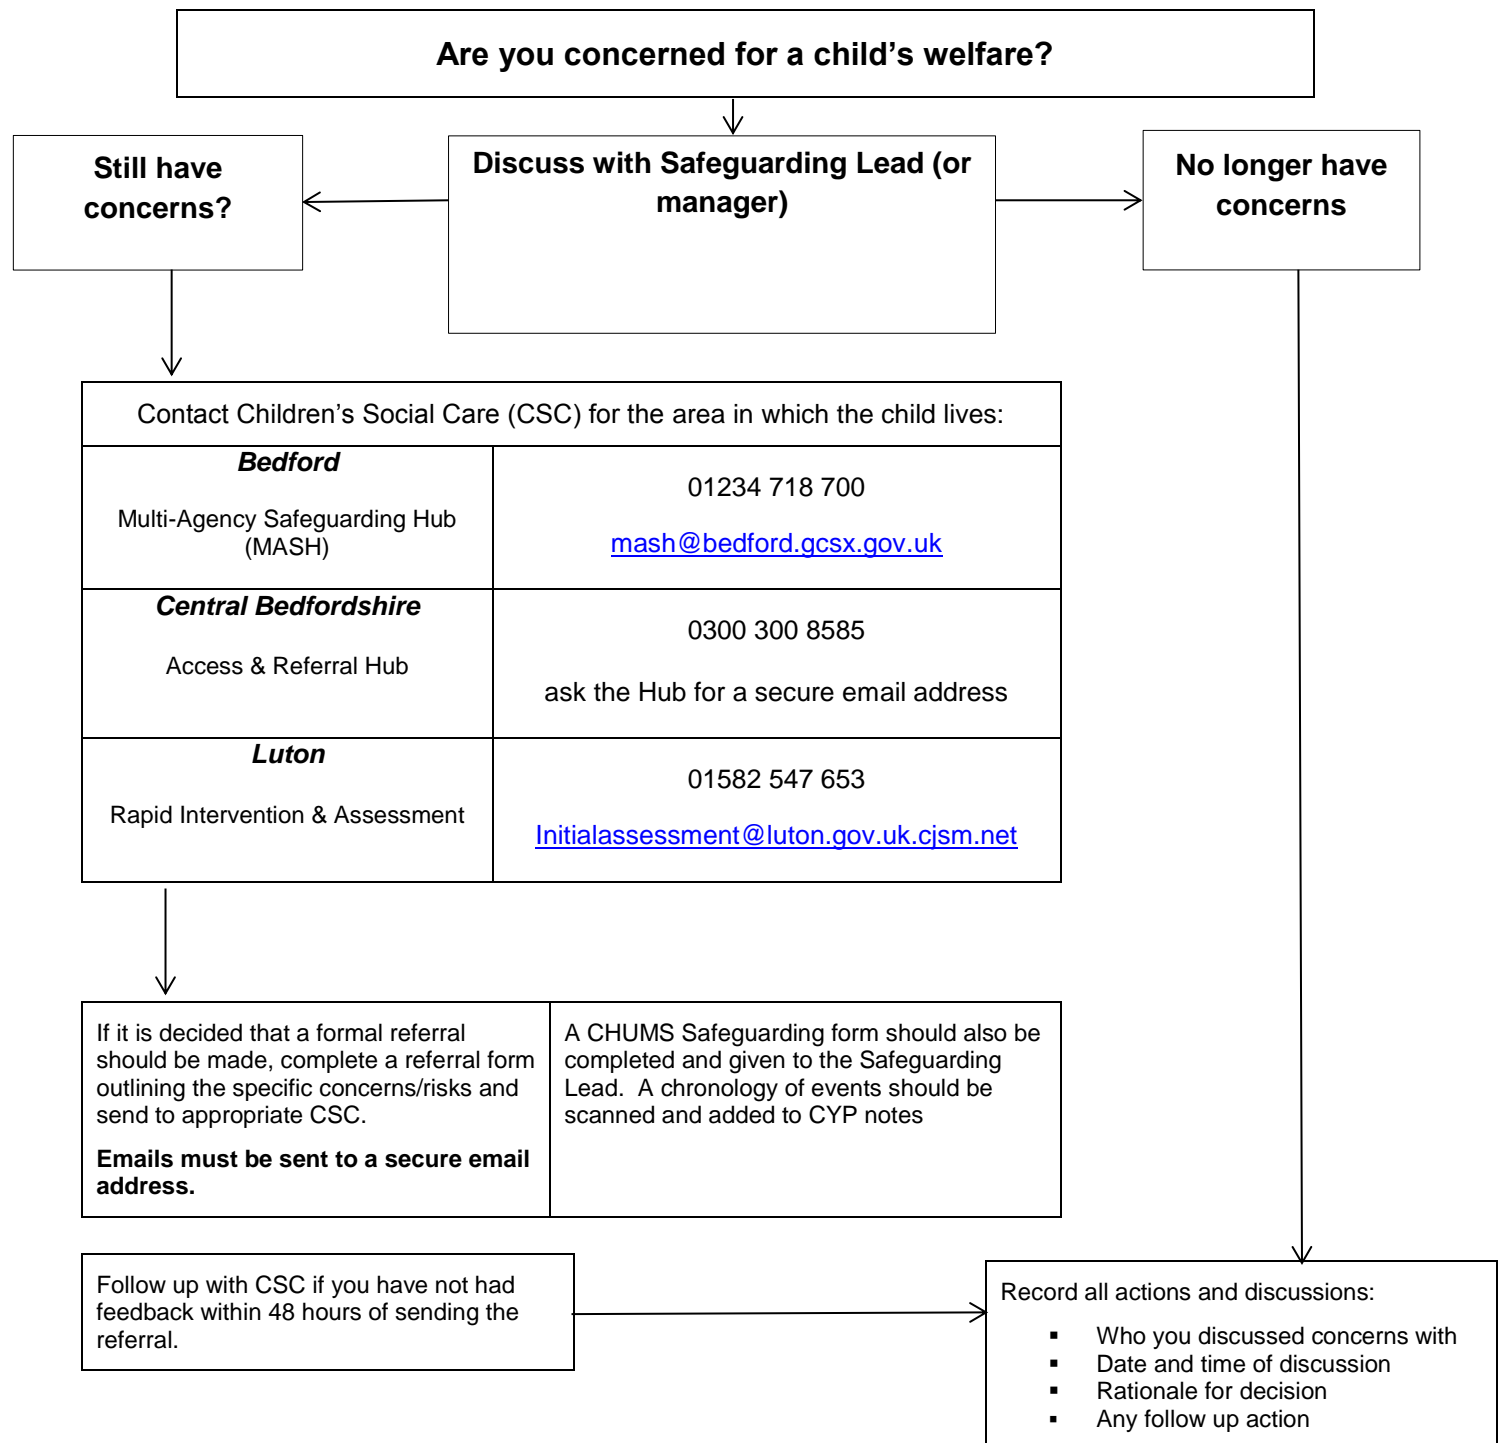 Are you concerned for a child’s welfare?
Still have
concerns?
Discuss with Safeguarding Lead (or
manager)
No longer have
concerns
Contact Children’s Social Care (CSC) for the area in which the child lives:
Bedford
Multi-Agency Safeguarding Hub
(MASH)
01234 718 700
mash@bedford.gcsx.gov.uk
Central Bedfordshire
Access & Referral Hub
0300 300 8585
ask the Hub for a secure email address
Luton
Rapid Intervention & Assessment
01582 547 653
Initialassessment@luton.gov.uk.cjsm.net
If it is decided that a formal referral
should be made, complete a referral form
outlining the specific concerns/risks and
send to appropriate CSC.
Emails must be sent to a secure email
address.
A CHUMS Safeguarding form should also be
completed and given to the Safeguarding
Lead.  A chronology of events should be
scanned and added to CYP notes
Follow up with CSC if you have not had
feedback within 48 hours of sending the
referral.
Record all actions and discussions:
▪ Who you discussed concerns with
▪ Date and time of discussion
▪ Rationale for decision
▪ Any follow up action